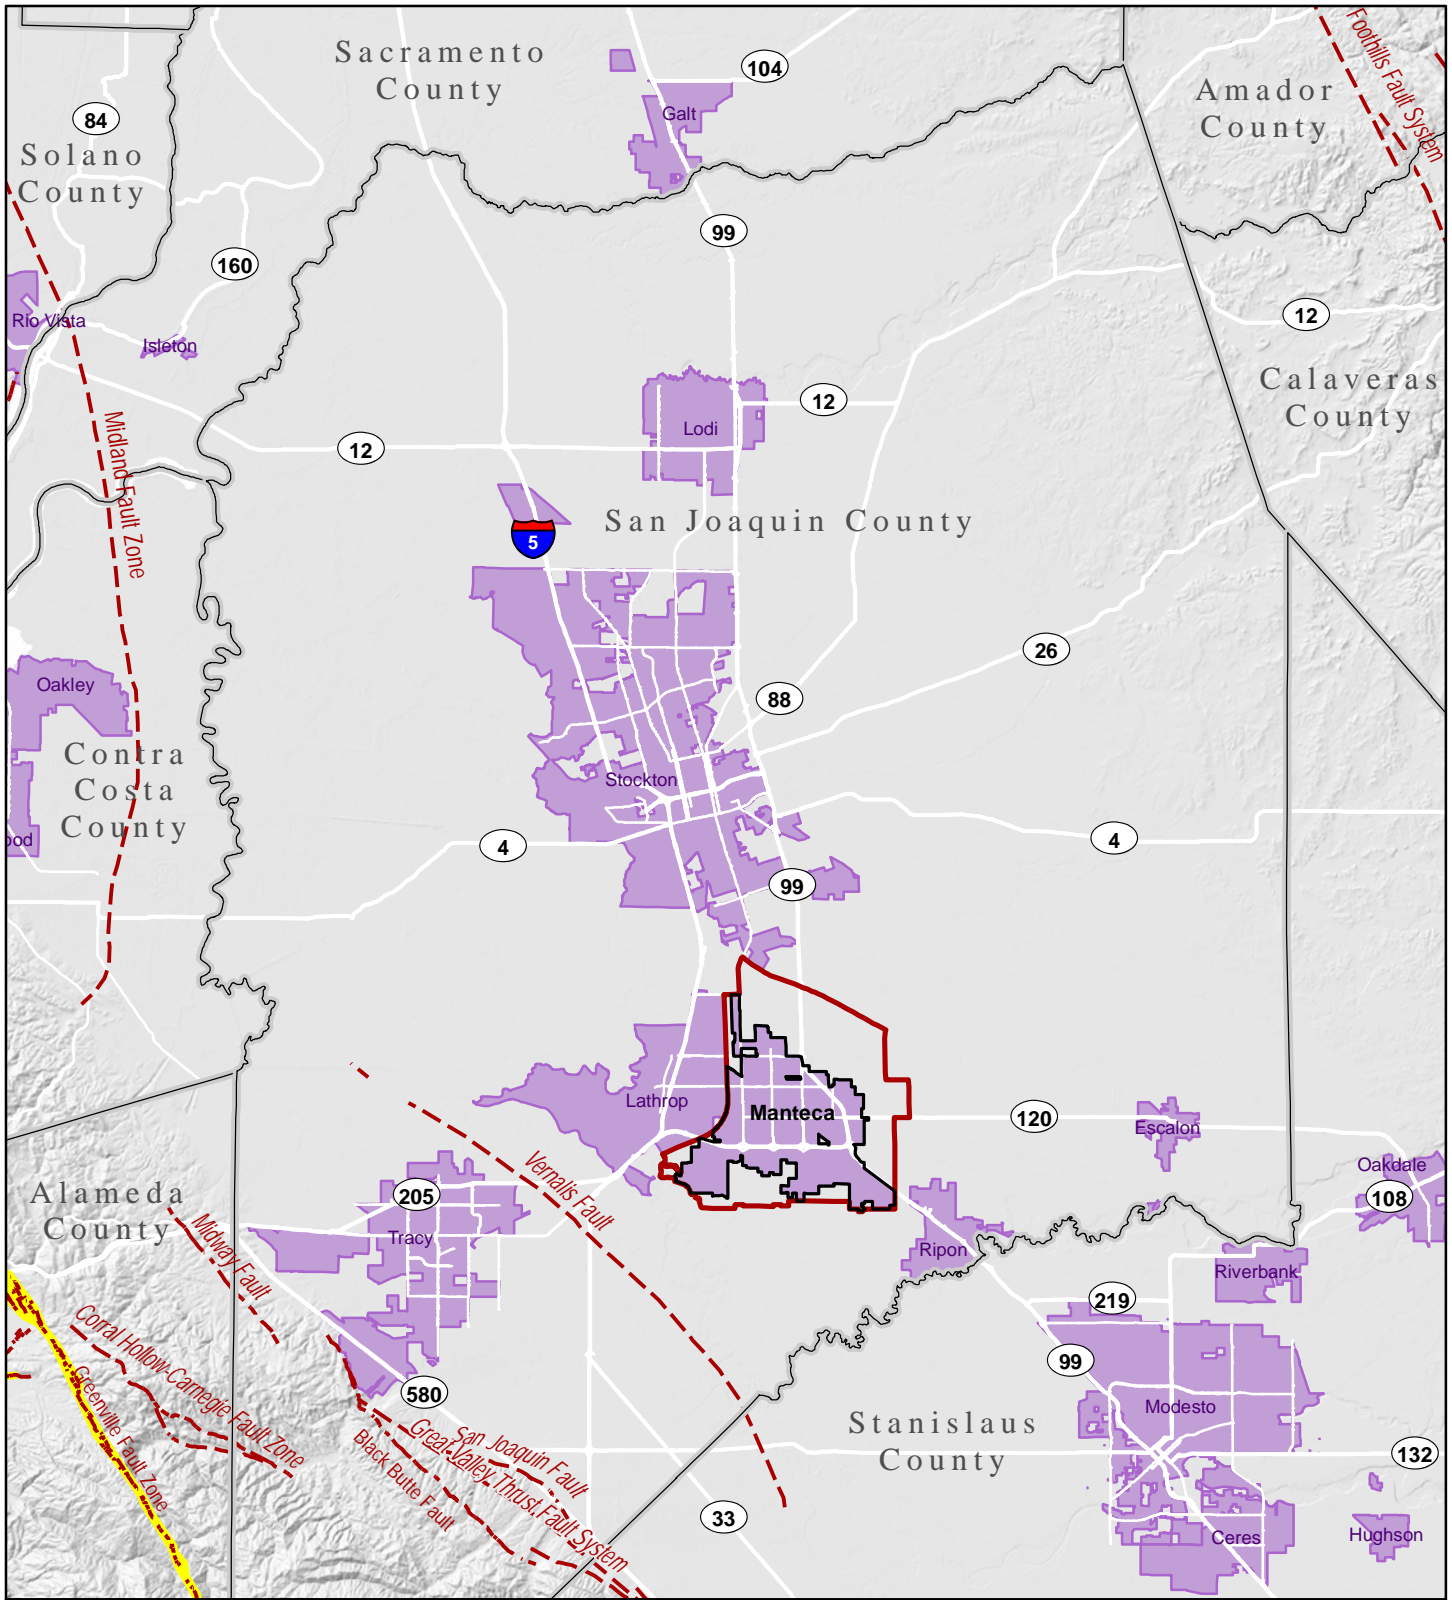 Sacramento
County
104
Galt
Foothills Fault System
Amador
County
84
Solano
County
99
160
12
Rio Vista
Isleton
Calaveras
County
12
Lodi
12
Midland Fault Zone
San Joaquin County
5
26
Oakley
88
Contra
Costa
County
Stockton
ood
4
4
99
Lathrop
Manteca
120
Escalon
Vernalis Fault
Oakdale
108
Alameda
County
205
Midway Fault
Tracy
Ripon
Riverbank
219
Corral Hollow-Carnegie Fault Zone
Greenville Fault Zone
99
580
Modesto
Stanislaus
County
San Joaquin Fault
Great Valley Thrust Fault System
Black Butte Fault
132
33
Ceres
Hughson